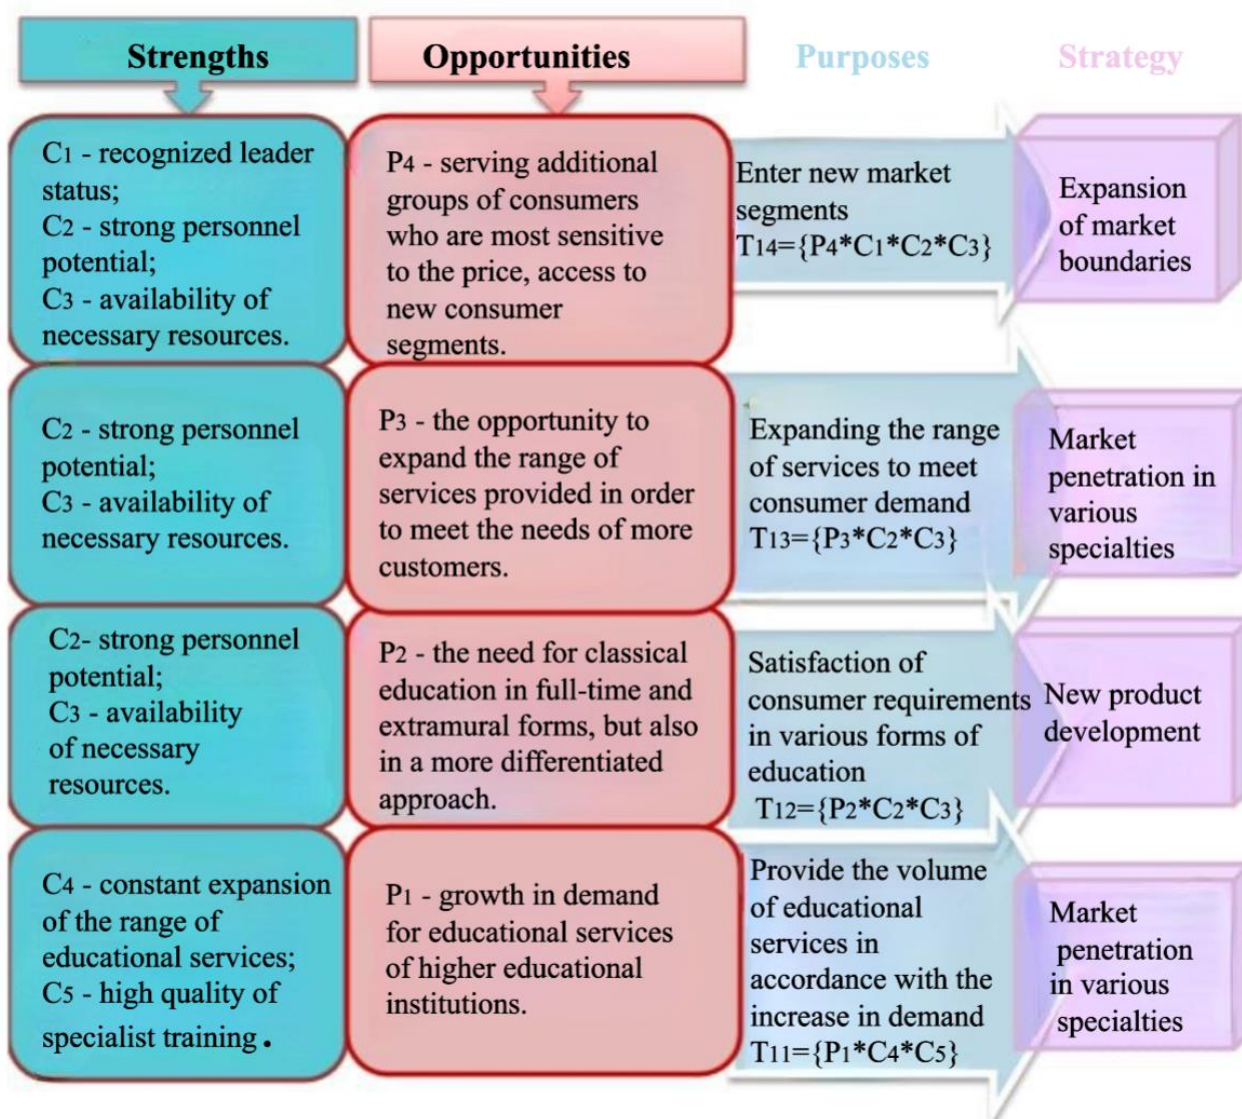 Strengths
Opportunities
Purposes
Strategy
C1 - recognized leader
status;
C2 - strong personnel
potential;
C3 - availability of
necessary resources.
P4 - serving additional
groups of consumers
who are most sensitive
to the price, access to
new consumer
segments.
Enter new market
segments
T14={P4*C1*C2*C3}
Expansion
of market
boundaries
C2 - strong personnel
potential;
C3 - availability of
necessary resources.
P3 - the opportunity to
expand the range of
services provided in order
to meet the needs of more
customers.
Expanding the range
of services to meet
consumer demand
T13={P3*C2*C3}
Market
penetration in
various
specialties
C2- strong personnel
potential;
C3 - availability
of necessary
resources.
P2 - the need for classical
education in full-time and
extramural forms, but also
in a more differentiated
approach.
Satisfaction of
consumer requirements
in various forms of
education
T12={P2*C2*C3}
New product
development
C4 - constant expansion
of the range of
educational services;
C5 - high quality of
specialist training.
P1 - growth in demand
for educational services
of higher educational
institutions.
Provide the volume
of educational
services in
accordance with the
increase in demand
T11={P1*C4*C5}
Market
penetration
in various
specialties